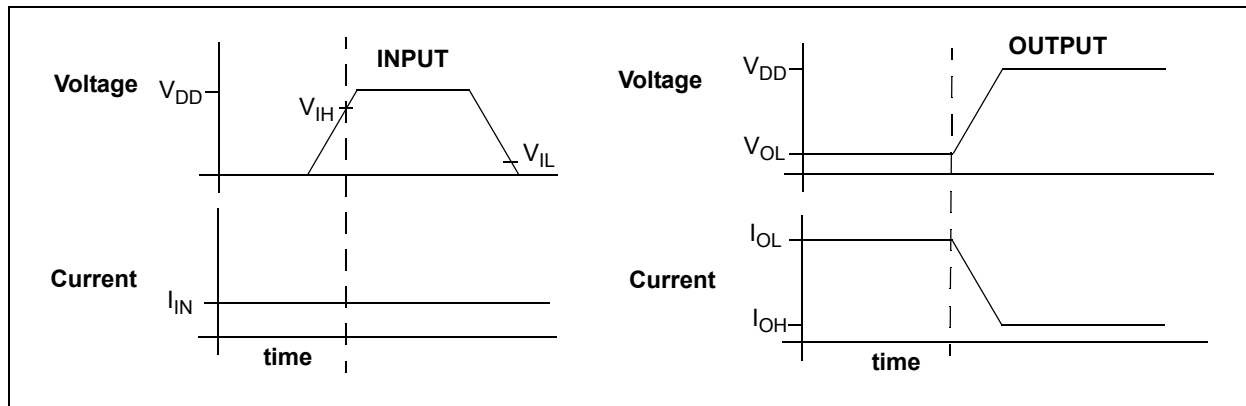 INPUT
Voltage
VDD
VIH
VIL
Current
IIN
time
OUTPUT
Voltage
VDD
VOL
IOL
Current
IOH
time